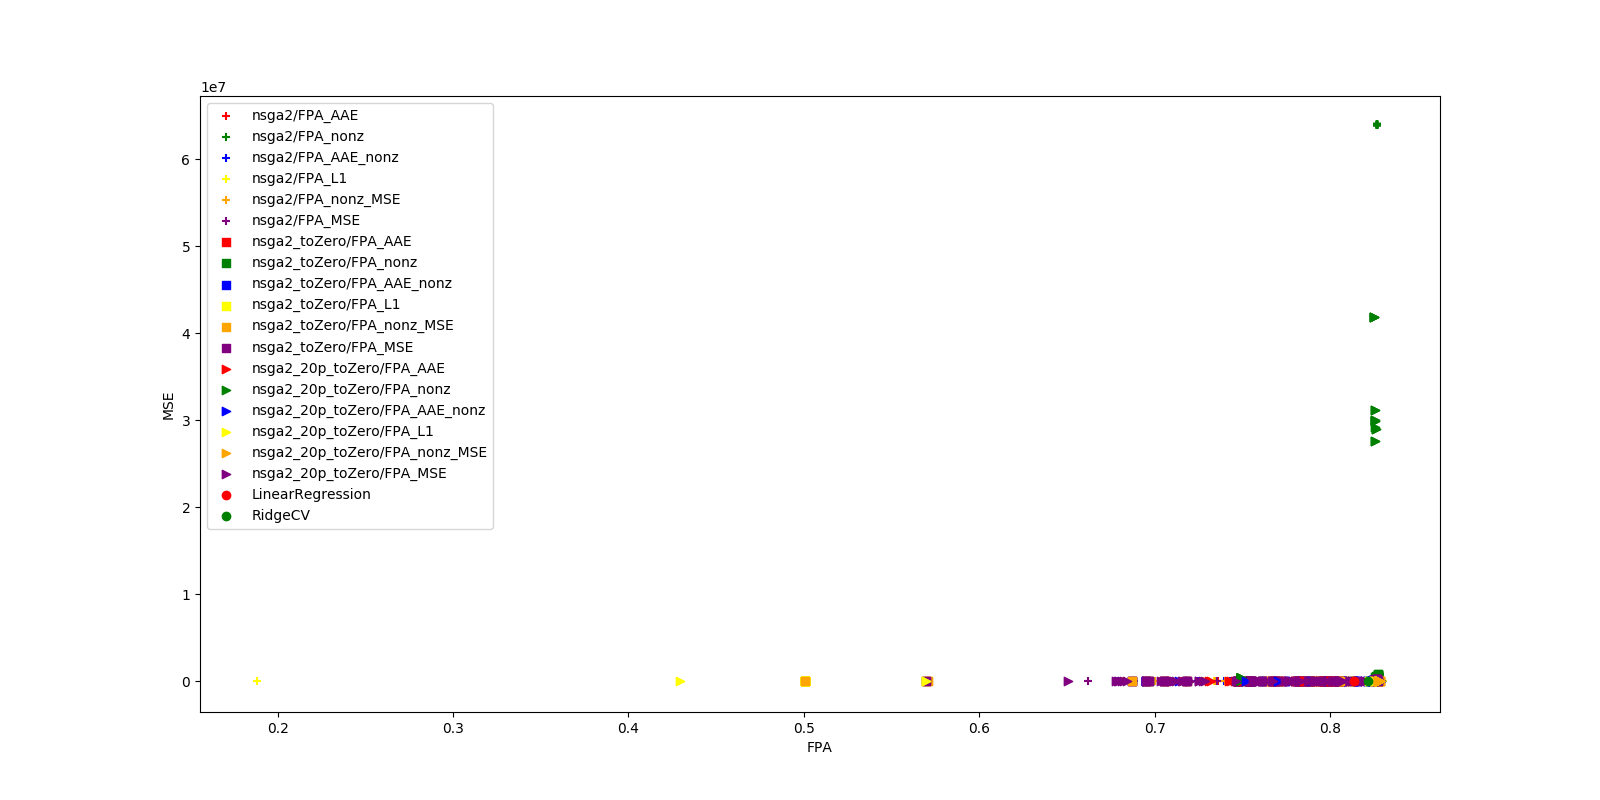 1e7
nsga2/FPA_AAE
nsga2/FPA_nonz
nsga2/FPA_AAE_nonz
nsga2/FPA_L1
nsga2/FPA_nonz_MSE
nsga2/FPA_MSE
nsga2_toZero/FPA_AAE
nsga2_toZero/FPA_nonz
nsga2_toZero/FPA_AAE_nonz
nsga2_toZero/FPA_L1
nsga2_toZero/FPA_nonz_MSE
nsga2_toZero/FPA_MSE
nsga2_20p_toZero/FPA_AAE
nsga2_20p_toZero/FPA_nonz
nsga2_20p_toZero/FPA_AAE_nonz
nsga2_20p_toZero/FPA_L1
nsga2_20p_toZero/FPA_nonz_MSE
nsga2_20p_toZero/FPA_MSE
LinearRegression
RidgeCV
6
5
4
3
2
1
0
MSE
0.2 0.3 0.4 0.5 0.6 0.7 0.8
FPA